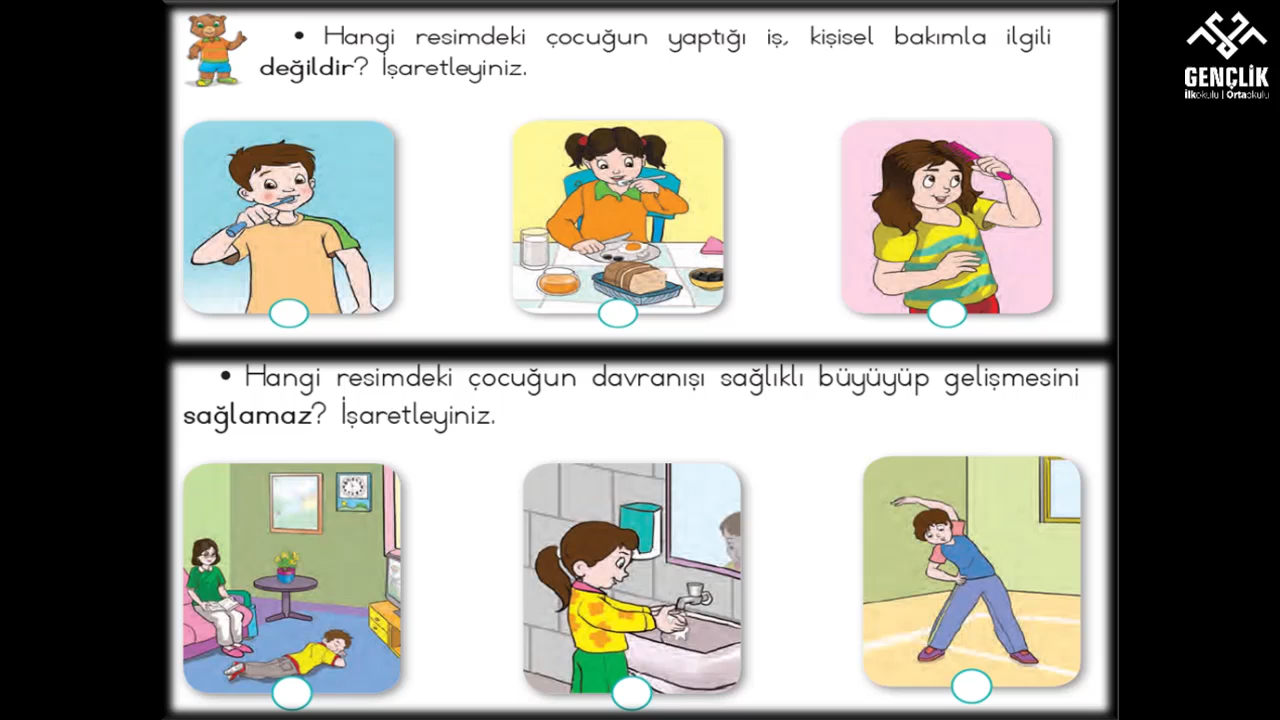 • Hangi resimdeki çocuğun yaptığı iş, kişisel bakımla ilgili
değildir? İşaretleyiniz.
GENÇLİK
İlkokulu | Ortaokulu
• Hangi resimdeki çocuğun davranışı sağlıklı büyüyüp gelişmesini
sağlamaz? İşaretleyiniz.